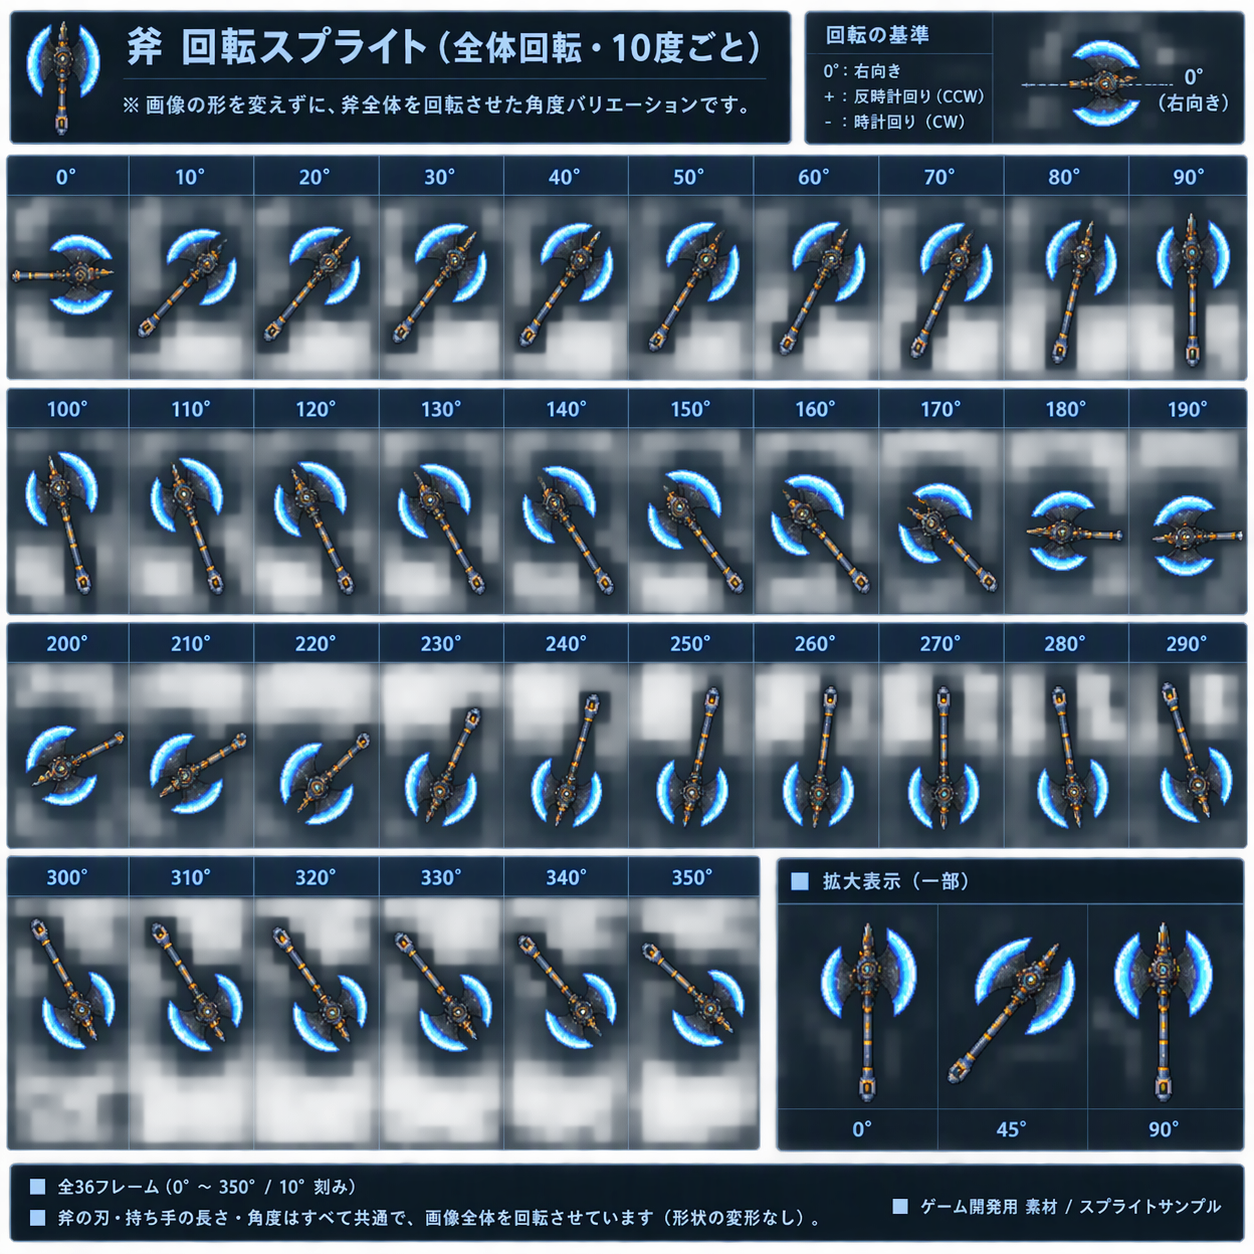 斧 回転スプライト（全体回転・10度ごと）
※ 画像の形を変えずに、斧全体を回転させた角度バリエーションです。
回転の基準
0°：右向き
+ ：反時計回り（CCW）
- ：時計回り（CW）
0°
（右向き）
0° 10° 20° 30° 40° 50° 60° 70° 80° 90°
100° 110° 120° 130° 140° 150° 160° 170° 180° 190°
200° 210° 220° 230° 240° 250° 260° 270° 280° 290°
300° 310° 320° 330° 340° 350°
拡大表示（一部）
0° 45° 90°
全36フレーム（0° ～ 350° / 10° 刻み）
斧の刃・持ち手の長さ・角度はすべて共通で、画像全体を回転させています（形状の変形なし）。
ゲーム開発用 素材 / スプライトサンプル